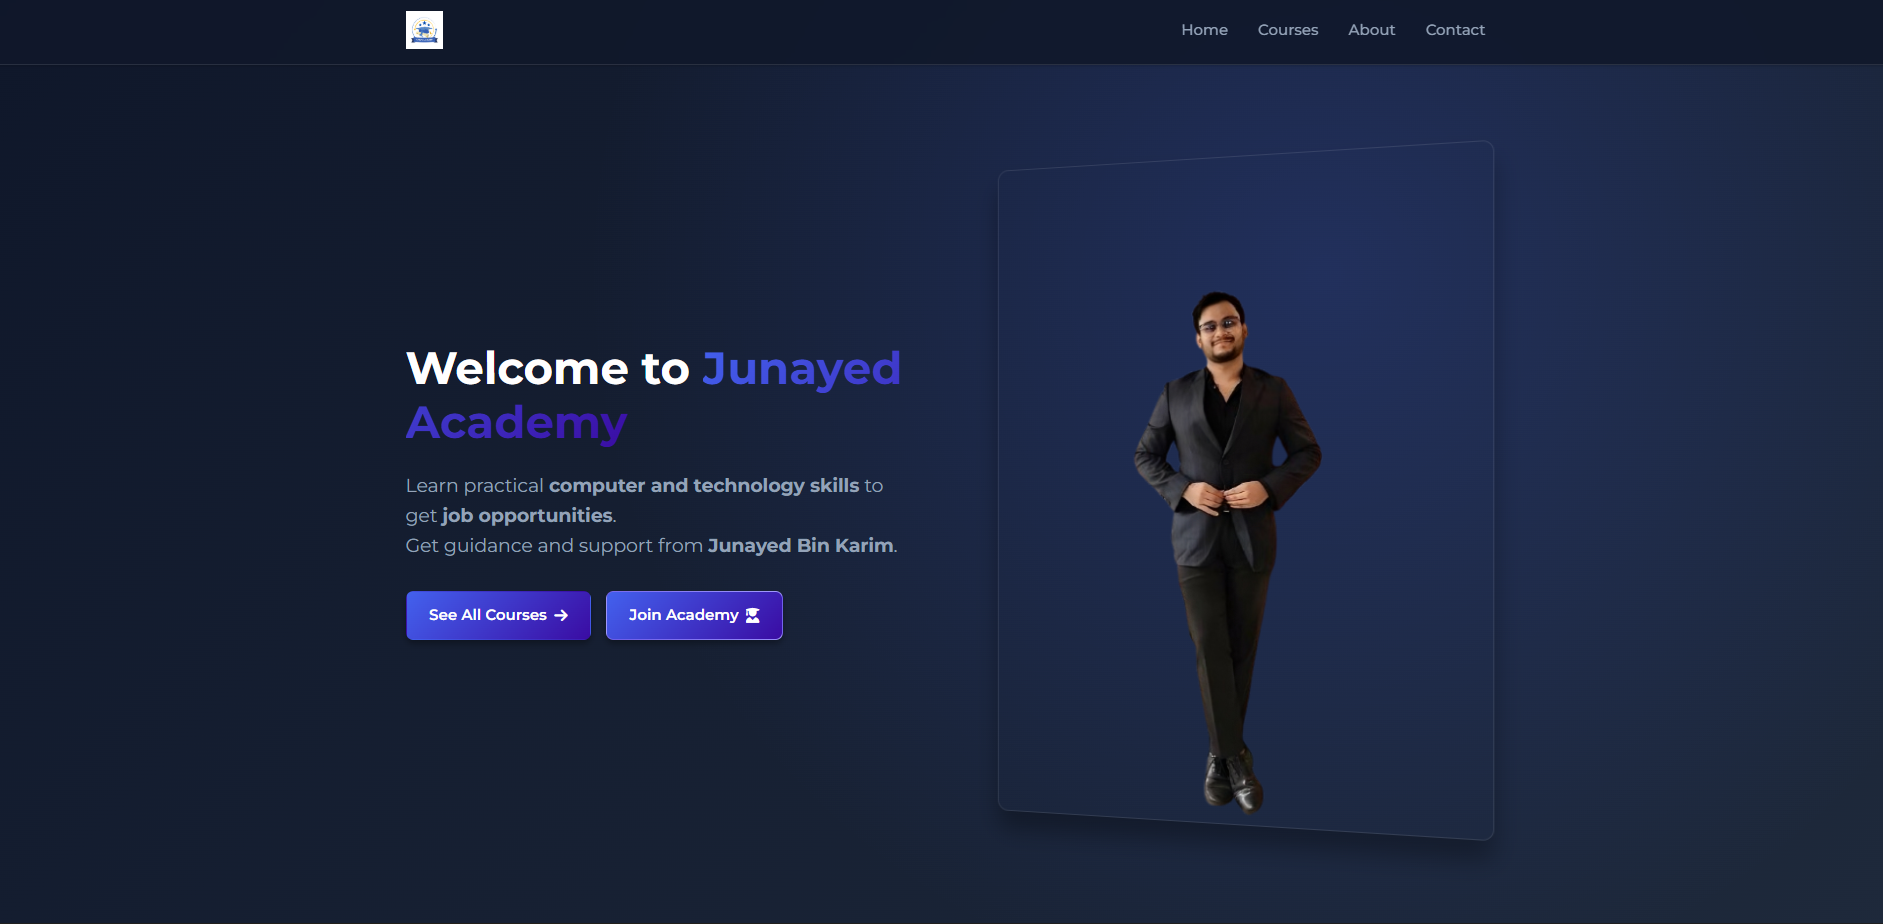 Home Courses About Contact
Welcome to Junayed
Academy
Learn practical computer and technology skills to
get job opportunities.
Get guidance and support from Junayed Bin Karim.
See All Courses Join Academy